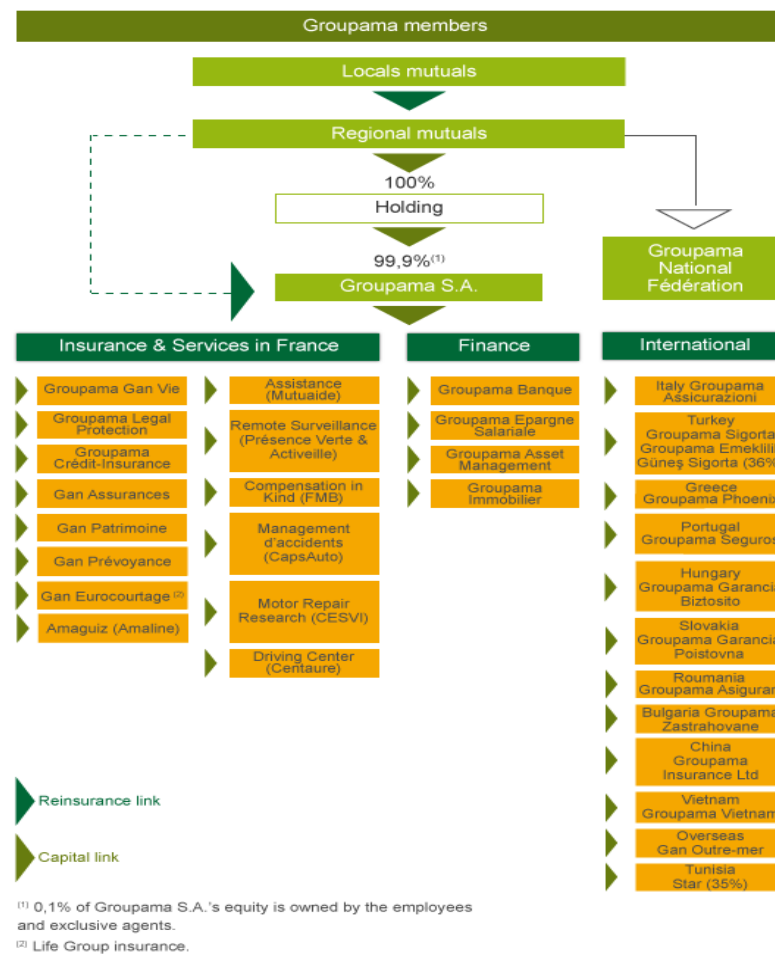 Groupama members
Locals mutuals
Regional mutuals
100%
Holding
99,9%(1)
Groupama S.A.
Groupama
National
Fédération
Insurance & Services in France
Groupama Gan Vie
Groupama Legal
Protection
Groupama
Crédit-Insurance
Gan Assurances
Gan Patrimoine
Gan Prévoyance
Gan Eurocourtage (2)
Amaguiz (Amaline)
Assistance
(Mutuaide)
Remote Surveillance
(Présence Verte &
Activeille)
Compensation in
Kind (FMB)
Management
d'accidents
(CapsAuto)
Motor Repair
Research (CESVI)
Driving Center
(Centaure)
Finance
Groupama Banque
Groupama Epargne
Salariale
Groupama Asset
Management
Groupama
Immobilier
International
Italy Groupama
Assicurazioni
Turkey
Groupama Sigorta
Groupama Emeklili
Güneş Sigorta (36%
Greece
Groupama Phoenix
Portugal
Groupama Seguros
Hungary
Groupama Garancia
Biztosito
Slovakia
Groupama Garancia
Poistovna
Roumania
Groupama Asigurar
Bulgaria Groupama
Zastrahovane
China
Groupama
Insurance Ltd
Vietnam
Groupama Vietnam
Overseas
Gan Outre-mer
Tunisia
Star (35%)
Reinsurance link
Capital link
(1) 0,1% of Groupama S.A.'s equity is owned by the employees
and exclusive agents.
(2) Life Group insurance.